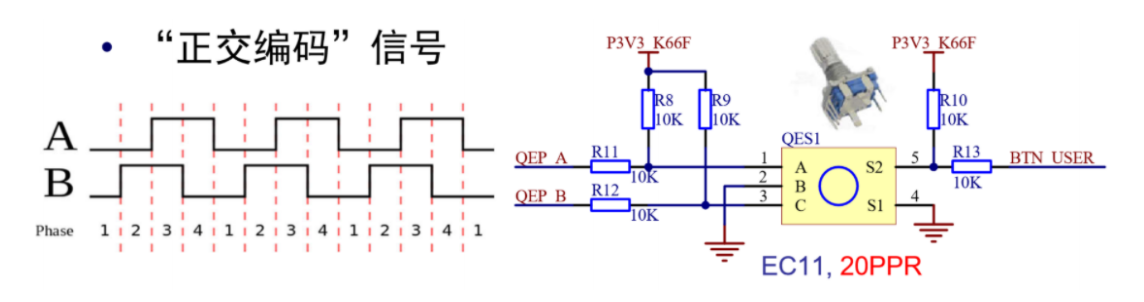 • “正交编码”信号
A
B
Phase 1 2 3 4 1 2 3 4 1 2 3 4 1
P3V3_K66F
P3V3_K66F
R8
10K
R9
10K
R10
10K
QES1
QEP_A
R11
10K
QEP_B
R12
10K
1
2
3
A
B
C
S2
S1
5
4
R13
10K
BTN_USER
EC11, 20PPR